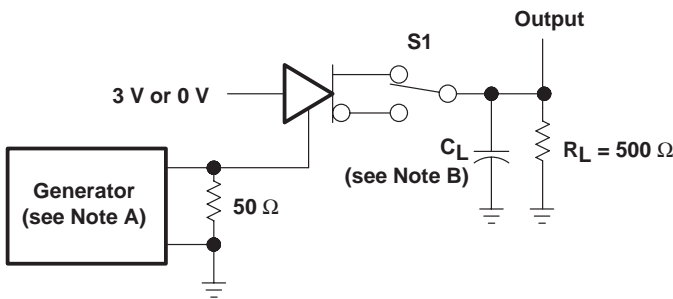 Output
S1
3 V or 0 V
Generator
(see Note A)
50 Ω
CL
(see Note B)
RL = 500 Ω